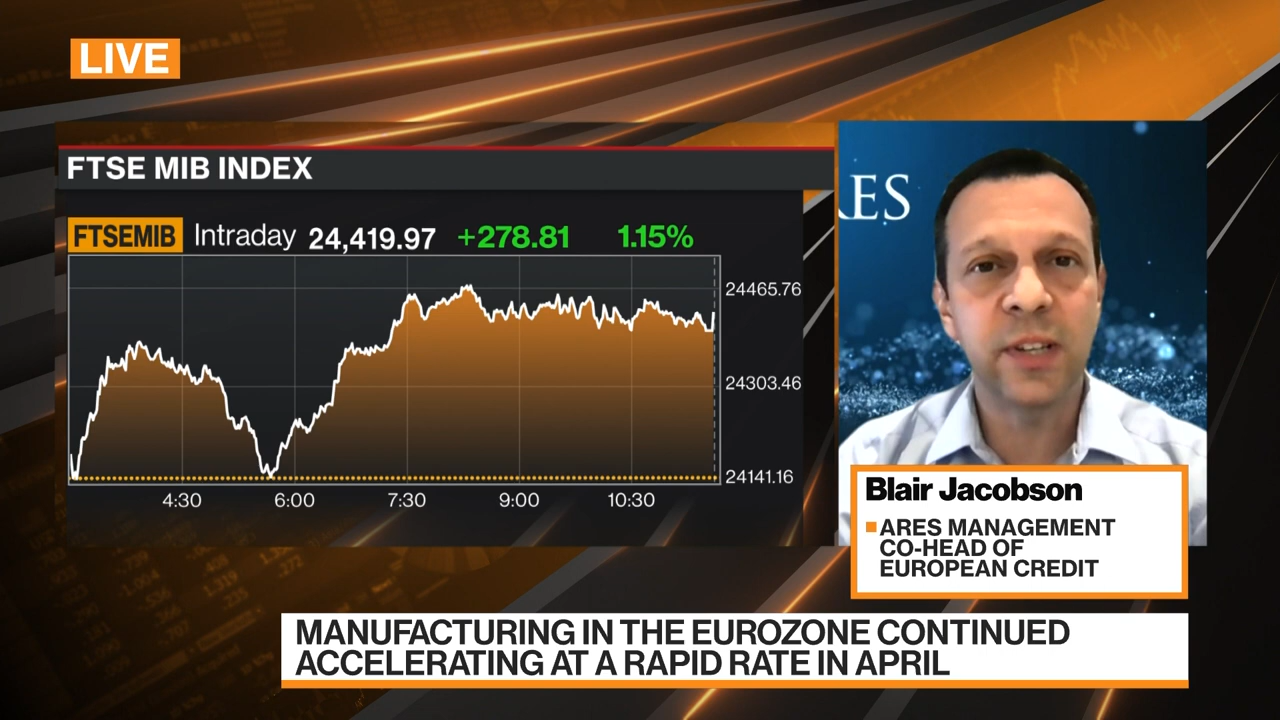 LIVE
FTSE MIB INDEX
FTSEMIB Intraday 24,419.97 +278.81 1.15%
24465.76
24303.46
24141.16
4:30 6:00 7:30 9:00 10:30
ES
Blair Jacobson
ARES MANAGEMENT
CO-HEAD OF
EUROPEAN CREDIT
MANUFACTURING IN THE EUROZONE CONTINUED
ACCELERATING AT A RAPID RATE IN APRIL